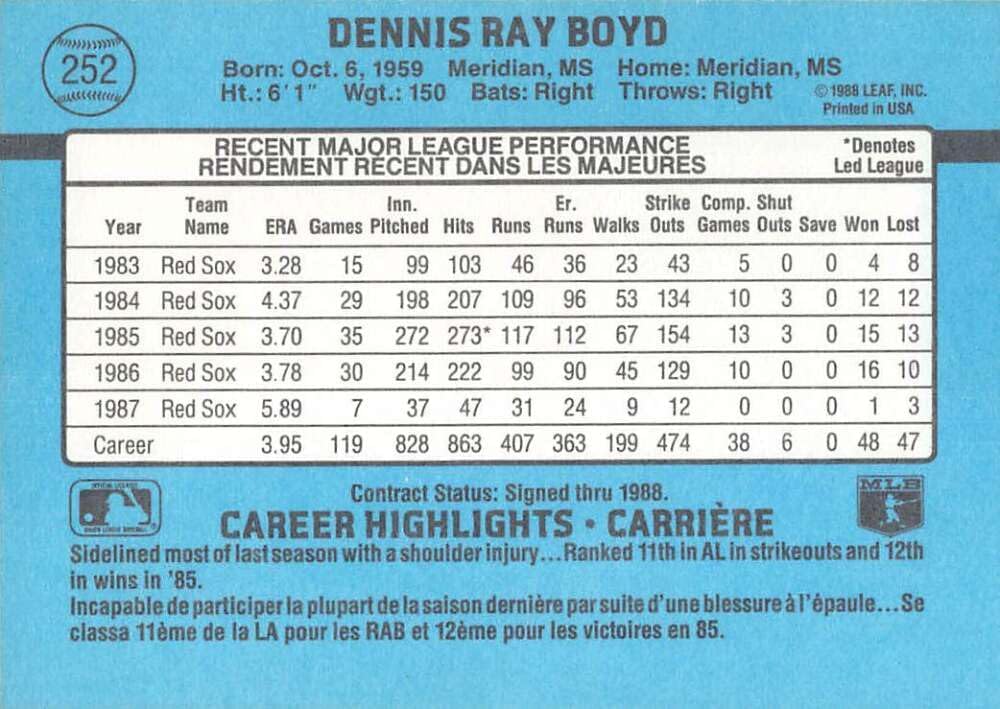 252
DENNIS RAY BOYD
Born: Oct. 6, 1959 Meridian, MS Home: Meridian, MS
Ht.: 6'1" Wgt.: 150 Bats: Right Throws: Right
© 1988 LEAF, INC.
Printed in USA
RECENT MAJOR LEAGUE PERFORMANCE
RENDEMENT RÉCENT DANS LES MAJEURES
*Denotes
Led League
Year Team Name ERA Games Inn. Pitched Hits Runs Er. Runs Walks Strike Outs Comp. Games Shut Outs Save Won Lost
1983 Red Sox 3.28 15 99 103 46 36 23 43 5 0 0 4 8
1984 Red Sox 4.37 29 198 207 109 96 53 134 10 3 0 12 12
1985 Red Sox 3.70 35 272 273* 117 112 67 154 13 3 0 15 13
1986 Red Sox 3.78 30 214 222 99 90 45 129 10 0 0 16 10
1987 Red Sox 5.89 7 37 47 31 24 9 12 0 0 0 1 3
Career 3.95 119 828 863 407 363 199 474 38 6 0 48 47
Contract Status: Signed thru 1988.
MLB
CAREER HIGHLIGHTS • CARRIÈRE
Sidelined most of last season with a shoulder injury...Ranked 11th in AL in strikeouts and 12th
in wins in '85.
Incapable de participer la plupart de la saison dernière par suite d'une blessure à l'épaule...Se
classa 11ème de la LA pour les RAB et 12ème pour les victoires en 85.